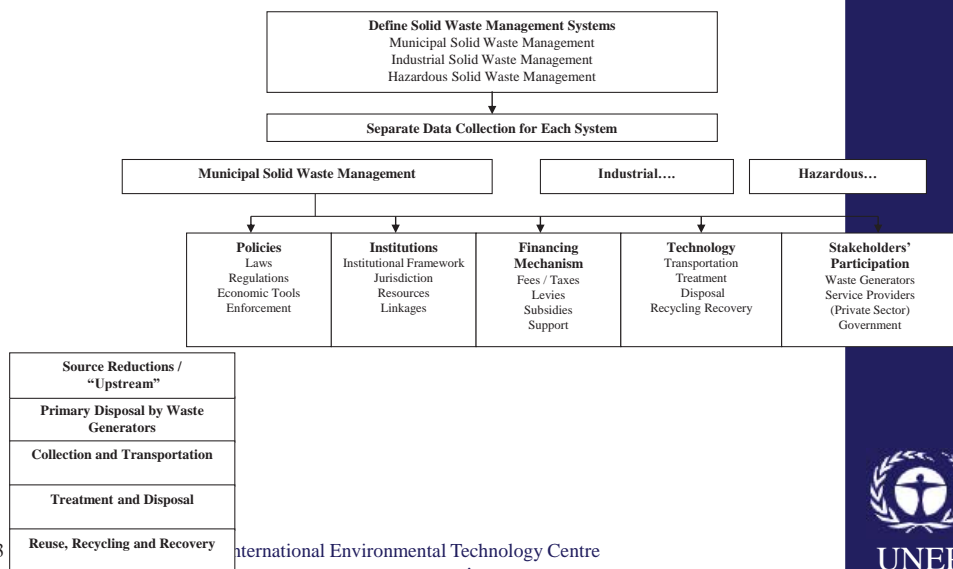 Define Solid Waste Management Systems
Municipal Solid Waste Management
Industrial Solid Waste Management
Hazardous Solid Waste Management
Separate Data Collection for Each System
Municipal Solid Waste Management
Industrial….
Hazardous…
Policies
Laws
Regulations
Economic Tools
Enforcement
Institutions
Institutional Framework
Jurisdiction
Resources
Linkages
Financing
Mechanism
Fees / Taxes
Levies
Subsidies
Support
Technology
Transportation
Treatment
Disposal
Recycling Recovery
Stakeholders’
Participation
Waste Generators
Service Providers
(Private Sector)
Government
Source Reductions /
“Upstream”
Primary Disposal by Waste
Generators
Collection and Transportation
Treatment and Disposal
Reuse, Recycling and Recovery
nternational Environmental Technology Centre
UNEP